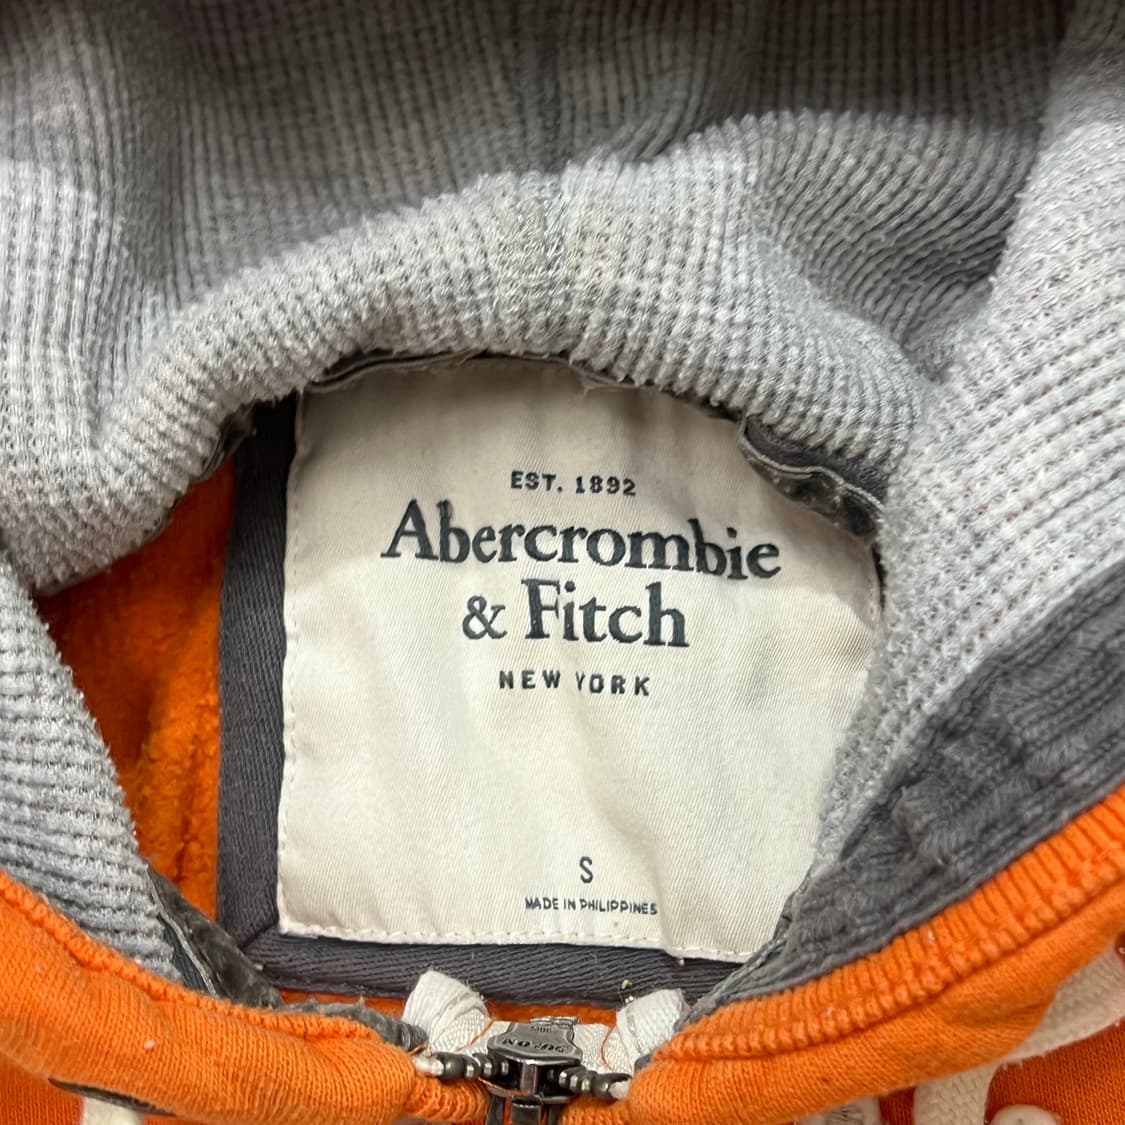 EST. 1892
Abercrombie
& Fitch
NEW YORK
S
MADE IN PHILIPPINES